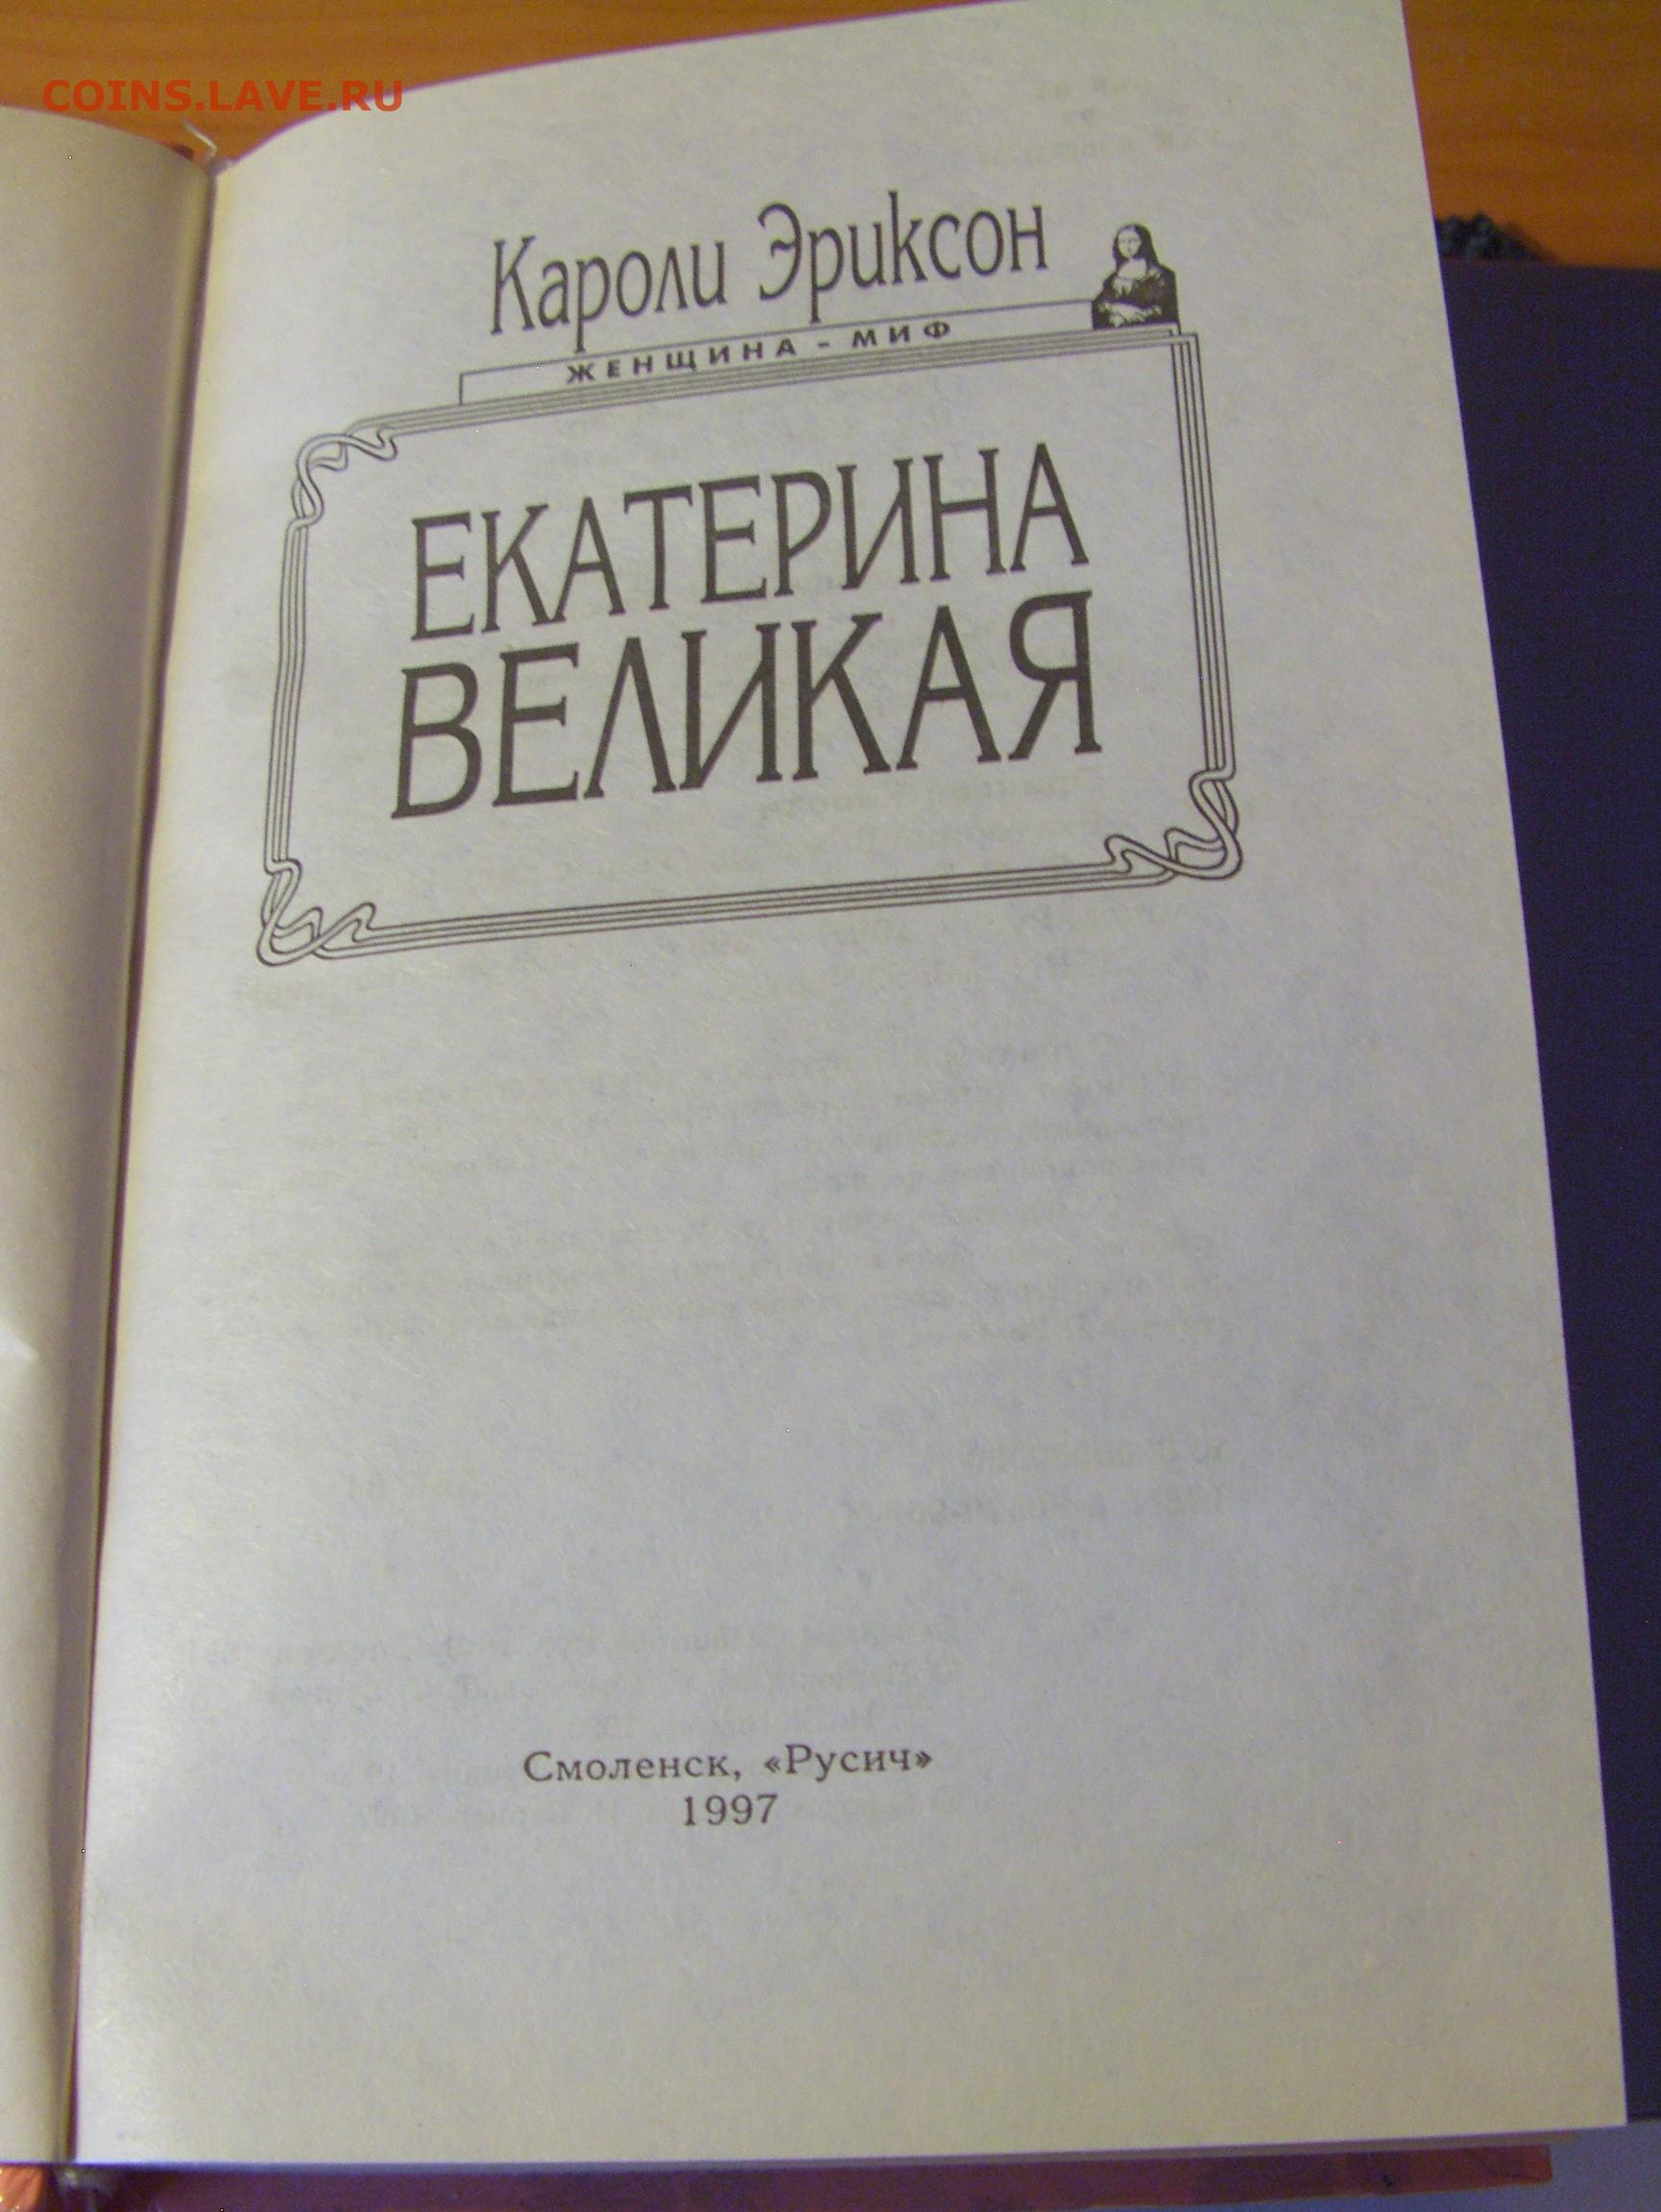 COINS.LAVE.RU
Кароли Эриксон
ЖЕНЩИНА - МИФ
ЕКАТЕРИНА
ВЕЛИКАЯ
Смоленск, «Русич»
1997